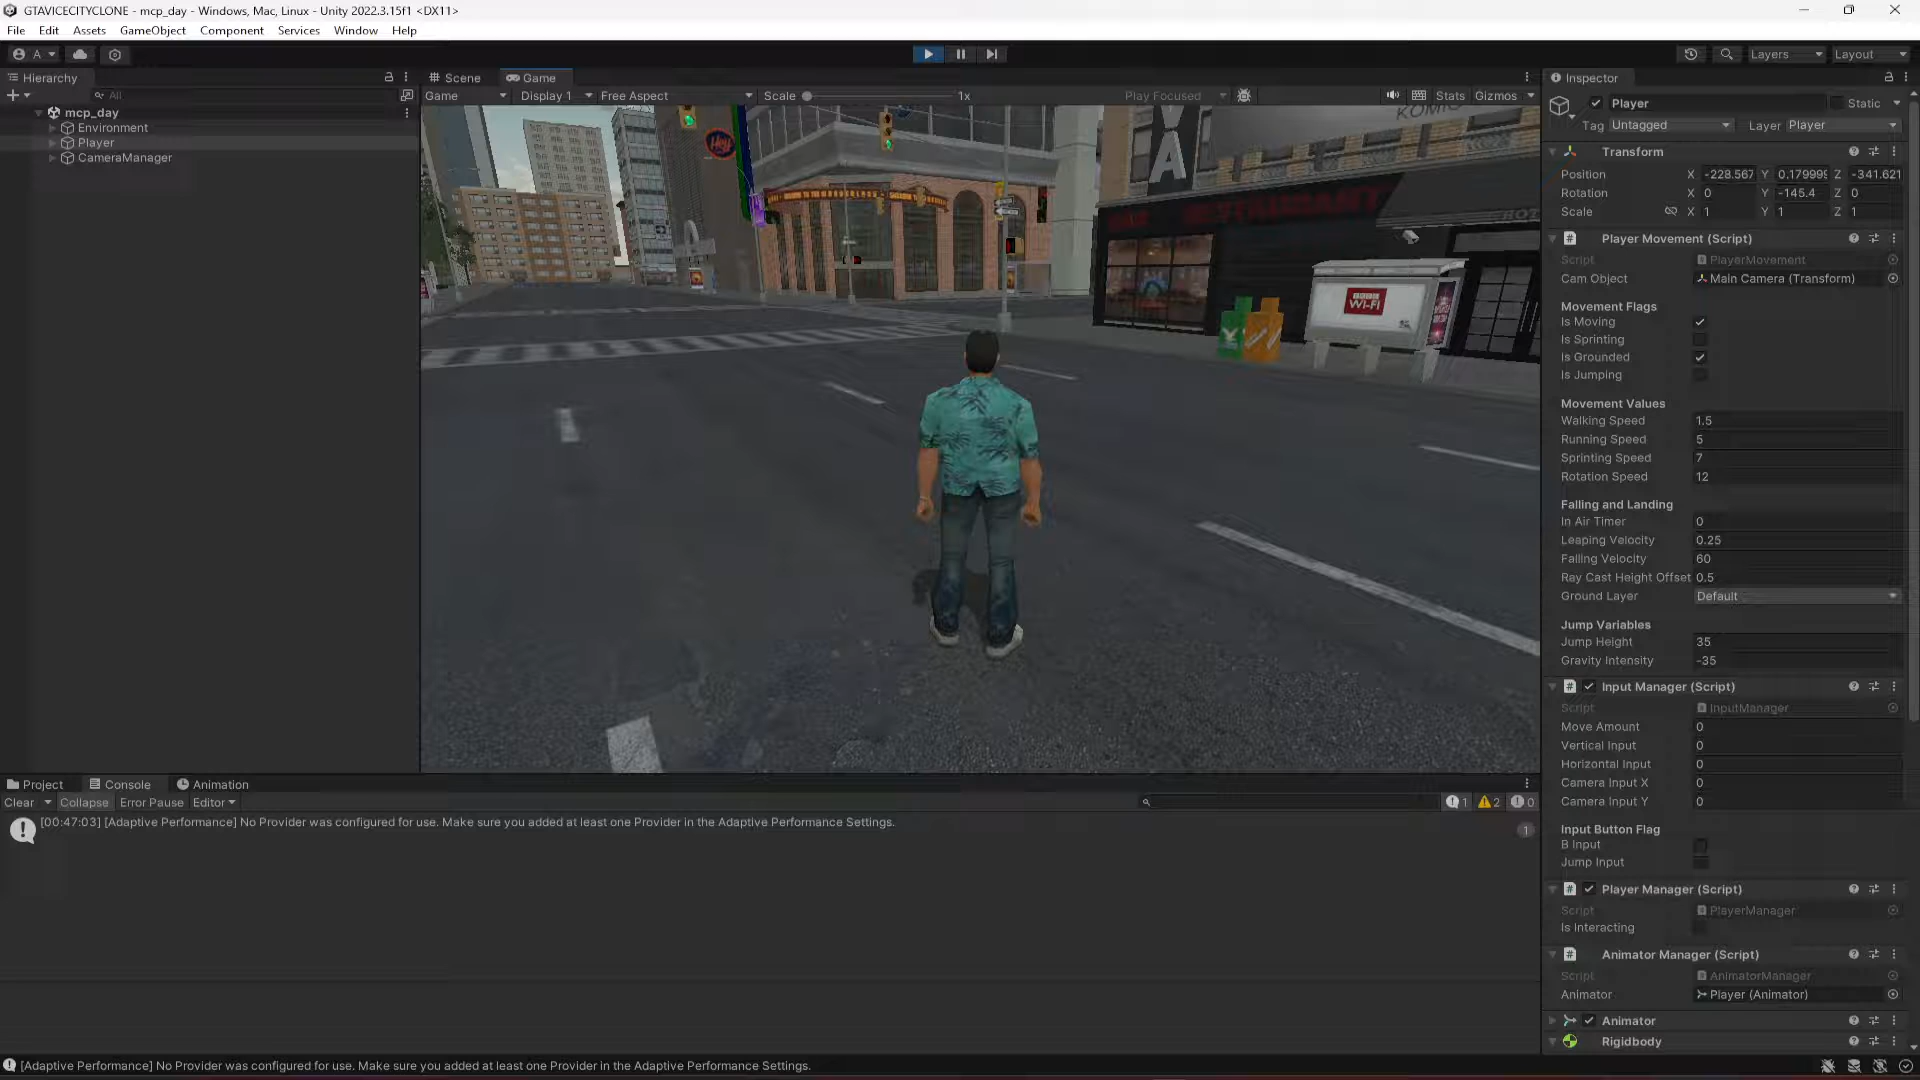 GTAVICECITYCLONE - mcp_day - Windows, Mac, Linux - Unity 2022.3.15f1 <DX11>
File Edit Assets GameObject Component Services Window Help
A Layers Layout
Hierarchy
All
mcp_day
Environment
Player
CameraManager
Scene Game
Game Display 1 Free Aspect Scale 1x Play Focused Stats Gizmos
Hey
XA
WI-FI
Inspector
Player Static
Tag Untagged Layer Player
Transform
Position X -228.567 Y 0.179999 Z -341.621
Rotation X 0 Y -145.4 Z 0
Scale X 1 Y 1 Z 1
Player Movement (Script)
Script PlayerMovement
Cam Object Main Camera (Transform)
Movement Flags
Is Moving
Is Sprinting
Is Grounded
Is Jumping
Movement Values
Walking Speed 1.5
Running Speed 5
Sprinting Speed 7
Rotation Speed 12
Falling and Landing
In Air Timer 0
Leaping Velocity 0.25
Falling Velocity 60
Ray Cast Height Offset 0.5
Ground Layer Default
Jump Variables
Jump Height 35
Gravity Intensity -35
Input Manager (Script)
Script InputManager
Move Amount 0
Vertical Input 0
Horizontal Input 0
Camera Input X 0
Camera Input Y 0
Input Button Flag
B Input
Jump Input
Player Manager (Script)
Script PlayerManager
Is Interacting
Animator Manager (Script)
Script AnimatorManager
Animator Player (Animator)
Animator
Rigidbody
Project Console Animation
Clear Collapse Error Pause Editor 1 2 0
[00:47:03] [Adaptive Performance] No Provider was configured for use. Make sure you added at least one Provider in the Adaptive Performance Settings.
1
[Adaptive Performance] No Provider was configured for use. Make sure you added at least one Provider in the Adaptive Performance Settings.